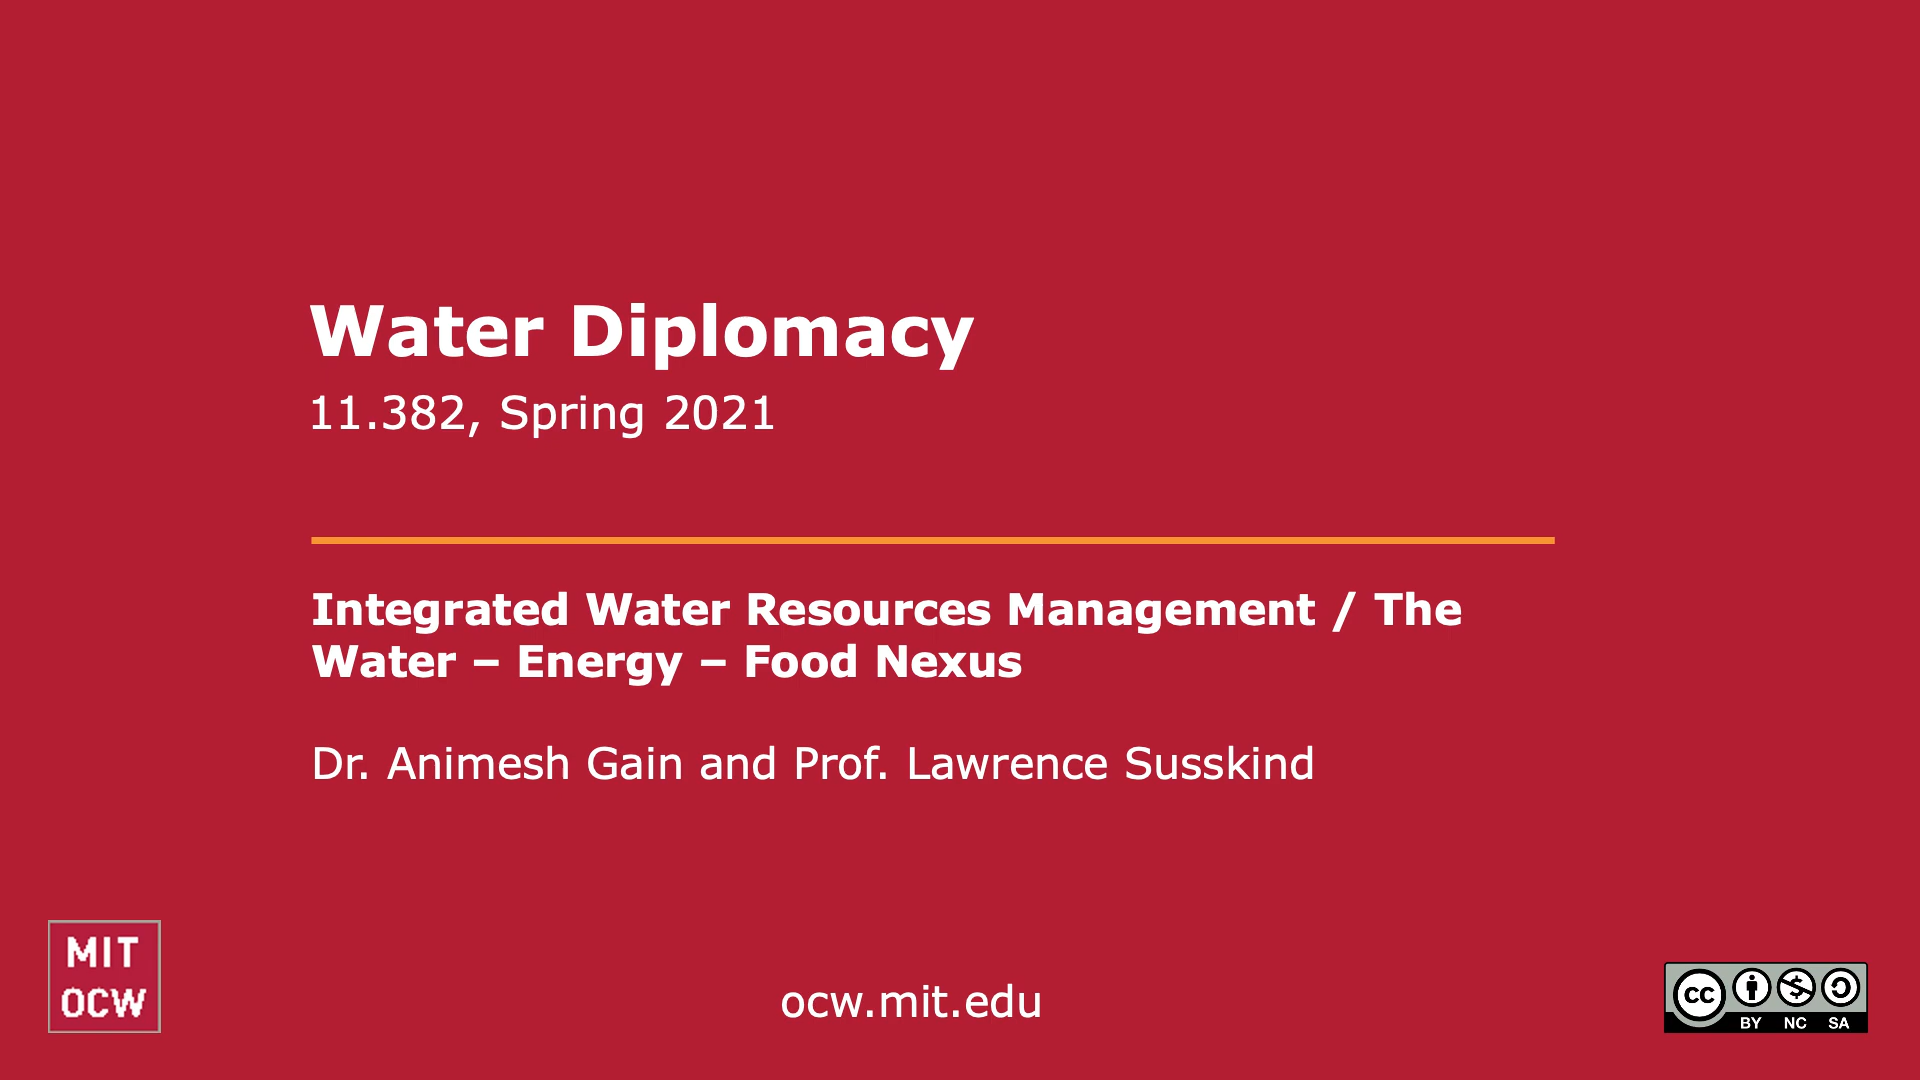 Water Diplomacy
11.382, Spring 2021
Integrated Water Resources Management / The
Water – Energy – Food Nexus
Dr. Animesh Gain and Prof. Lawrence Susskind
MIT
OCW
ocw.mit.edu
cc
BY NC SA